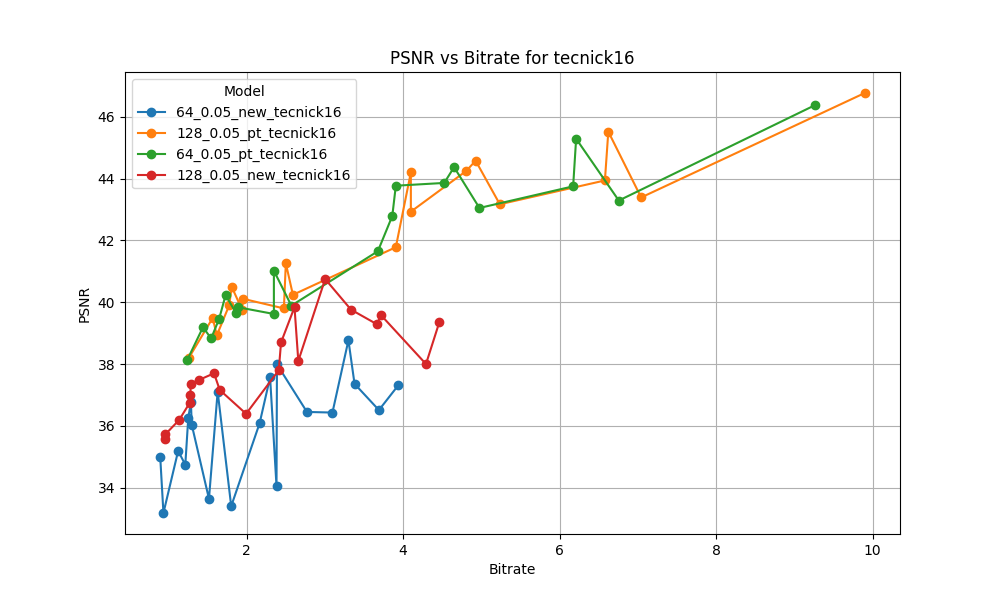 PSNR vs Bitrate for tecnick16
Model
64_0.05_new_tecnick16
128_0.05_pt_tecnick16
64_0.05_pt_tecnick16
128_0.05_new_tecnick16
46
44
42
40
38
36
34
PSNR
2 4 6 8 10
Bitrate